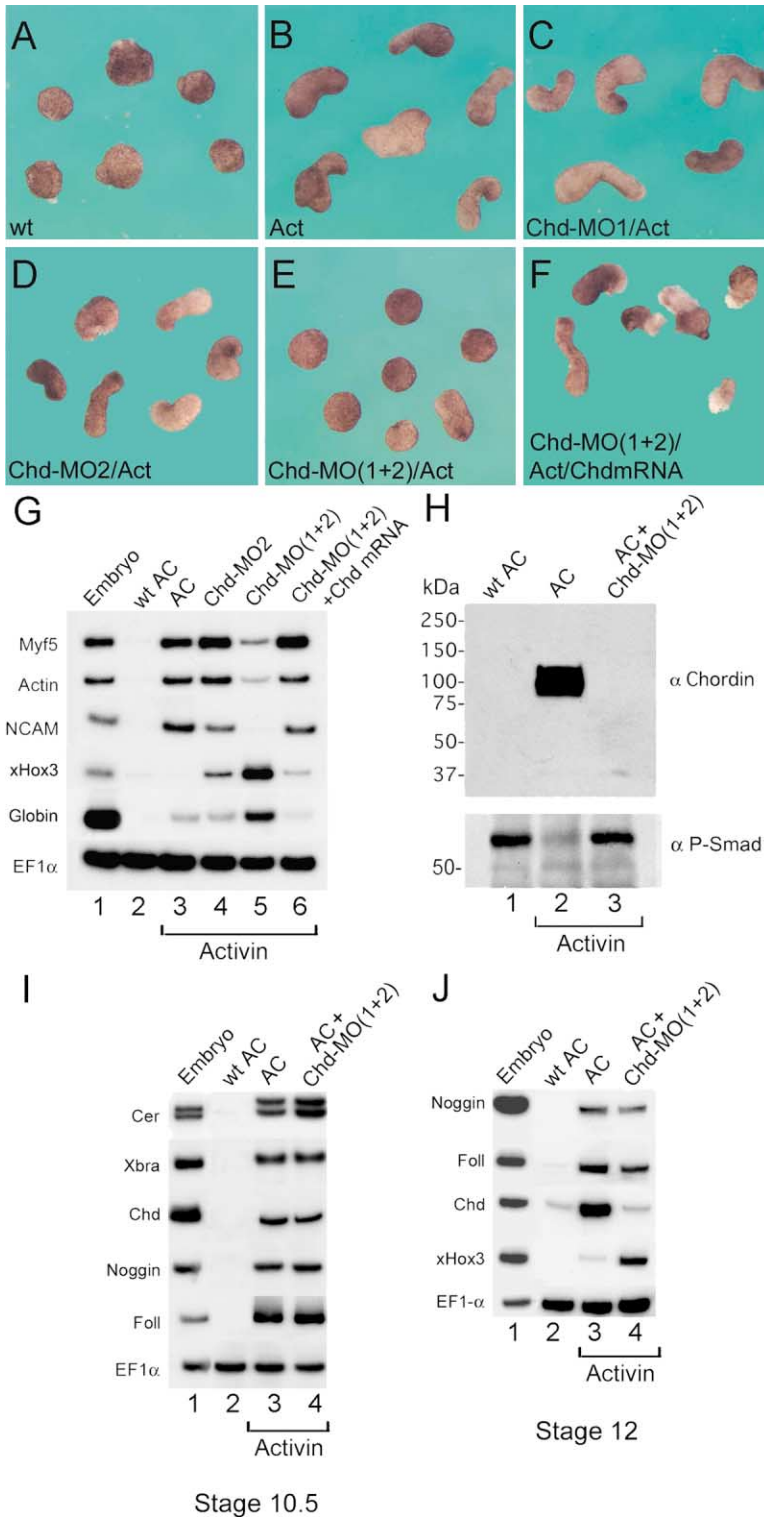 A
B
C
wt
Act
Chd-MO1/Act
D
E
F
Chd-MO2/Act
Chd-MO(1+2)/Act
Chd-MO(1+2)/
Act/ChdmRNA
G
Embryo
wt AC
AC
Chd-MO2
Chd-MO(1+2)
Chd-MO(1+2)
+Chd mRNA
Myf5
Actin
NCAM
xHox3
Globin
EF1α
1 2 3 4 5 6
Activin
H
wt AC
AC
AC+
Chd-MO(1+2)
kDa
250-
150-
100-
75-
50-
37-
α Chordin
50-
α P-Smad
1 2 3
Activin
I
Embryo
wt AC
AC
AC+
Chd-MO(1+2)
Cer
Xbra
Chd
Noggin
Foll
EF1α
1 2 3 4
Activin
Stage 10.5
J
Embryo
wt AC
AC
AC+
Chd-MO(1+2)
Noggin
Foll
Chd
xHox3
EF1-α
1 2 3 4
Activin
Stage 12